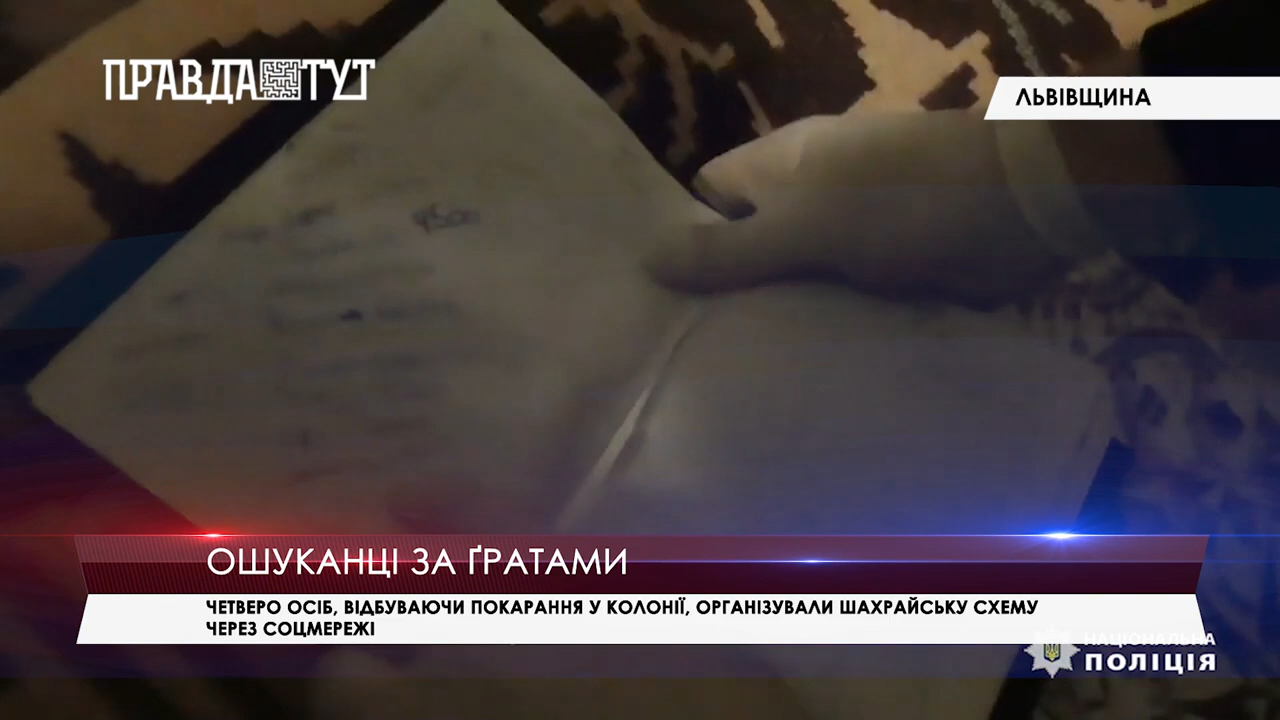 ПРАВДА ТУТ
ЛЬВІВЩИНА
ОШУКАНЦІ ЗА ҐРАТАМИ
ЧЕТВЕРО ОСІБ, ВІДБУВАЮЧИ ПОКАРАННЯ У КОЛОНІЇ, ОРГАНІЗУВАЛИ ШАХРАЙСЬКУ СХЕМУ
ЧЕРЕЗ СОЦМЕРЕЖІ
НАЦІОНАЛЬНА
ПОЛІЦІЯ